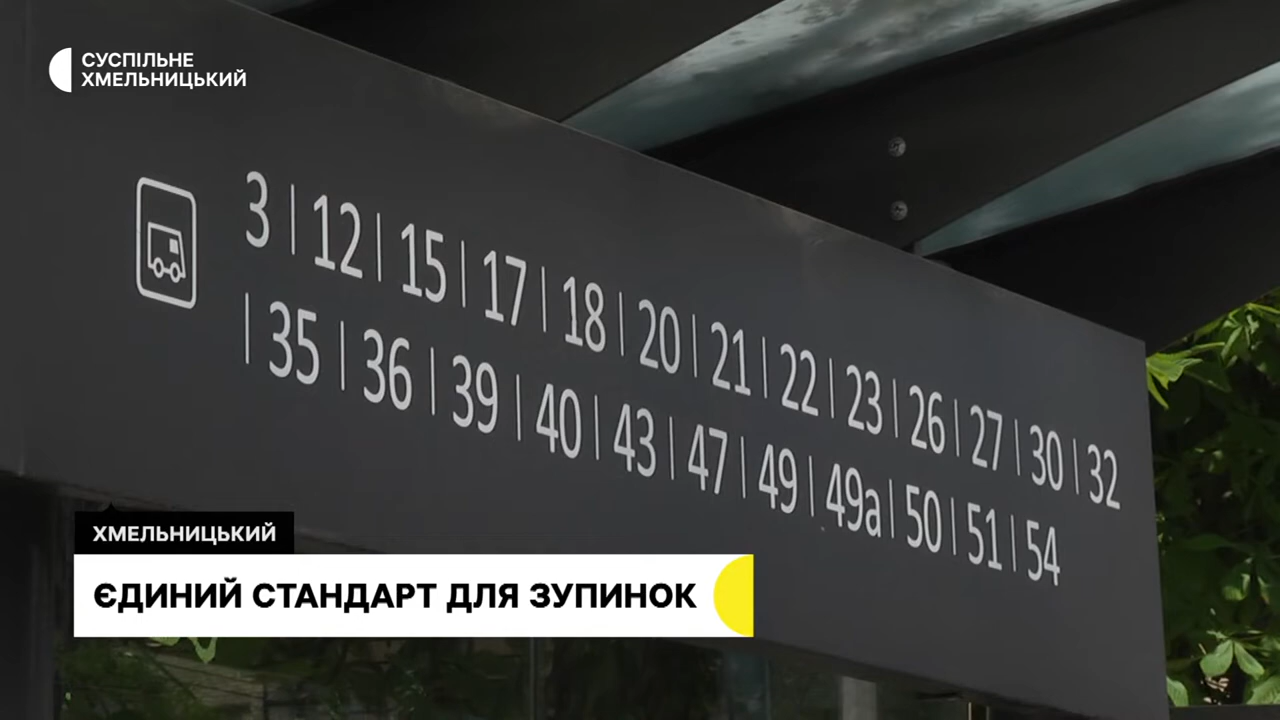 СУСПІЛЬНЕ
ХМЕЛЬНИЦЬКИЙ
3 | 12 | 15 | 17 | 18 | 20 | 21 | 22 | 23 | 26 | 27 | 30 | 32
| 35 | 36 | 39 | 40 | 43 | 47 | 49 | 49а | 50 | 51 | 54
ХМЕЛЬНИЦЬКИЙ
ЄДИНИЙ СТАНДАРТ ДЛЯ ЗУПИНОК